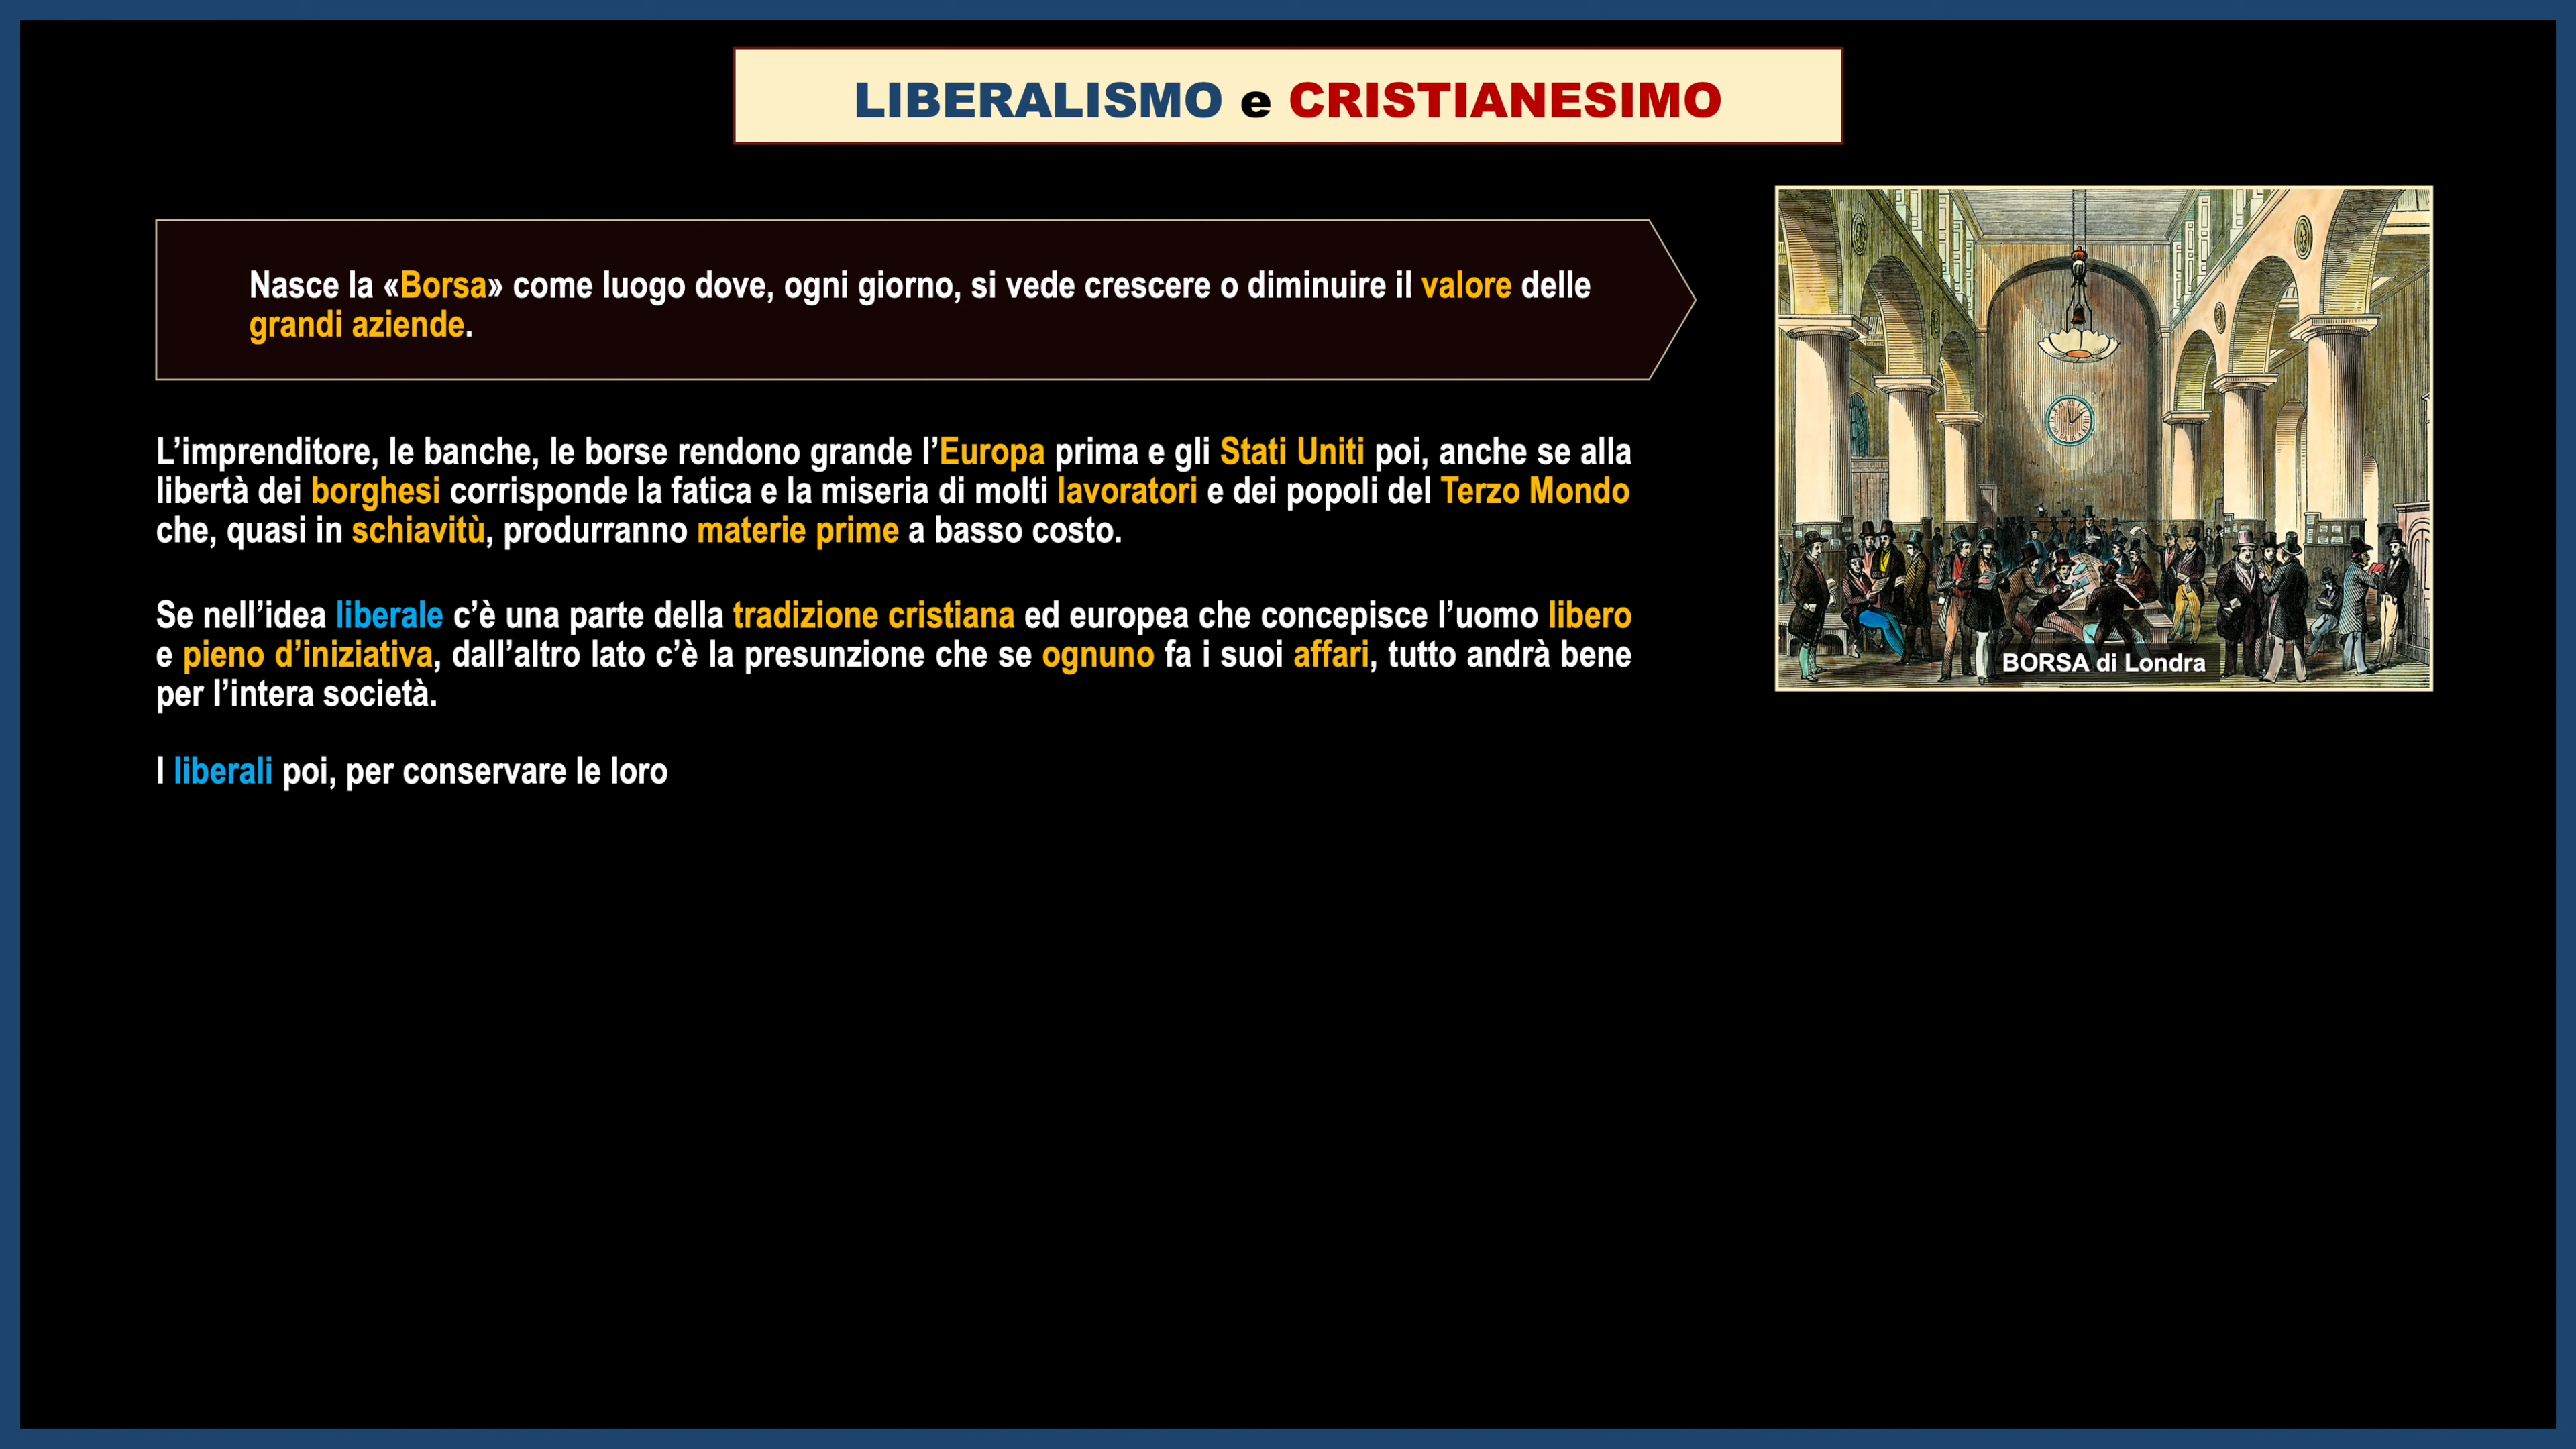 LIBERALISMO e CRISTIANESIMO
Nasce la «Borsa» come luogo dove, ogni giorno, si vede crescere o diminuire il valore delle
grandi aziende.
L’imprenditore, le banche, le borse rendono grande l’Europa prima e gli Stati Uniti poi, anche se alla
libertà dei borghesi corrisponde la fatica e la miseria di molti lavoratori e dei popoli del Terzo Mondo
che, quasi in schiavitù, produrranno materie prime a basso costo.
Se nell’idea liberale c’è una parte della tradizione cristiana ed europea che concepisce l’uomo libero
e pieno d’iniziativa, dall’altro lato c’è la presunzione che se ognuno fa i suoi affari, tutto andrà bene
per l’intera società.
I liberali poi, per conservare le loro
BORSA di Londra